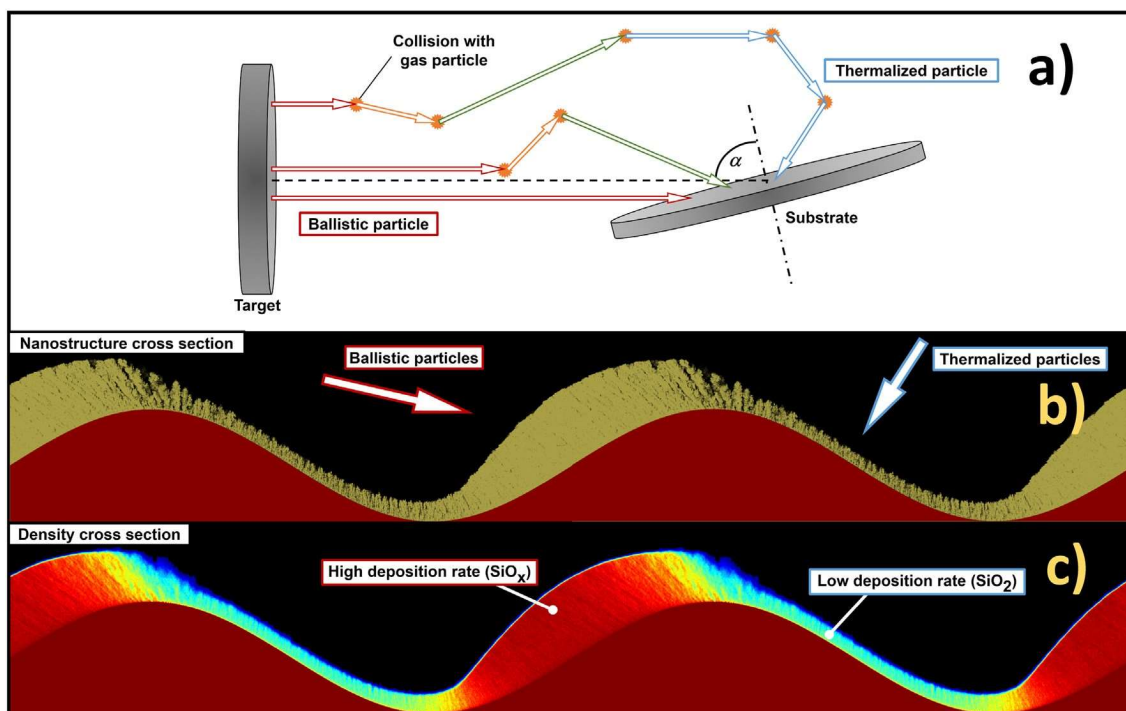 Collision with
gas particle
Thermalized particle
a)
α
Ballistic particle
Substrate
Target
Nanostructure cross section
Ballistic particles
Thermalized particles
b)
Density cross section
High deposition rate (SiOₓ)
Low deposition rate (SiO₂)
c)